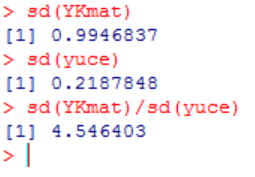 > sd(YKmat)
[1] 0.9946837
> sd(yuce)
[1] 0.2187848
> sd(YKmat)/sd(yuce)
[1] 4.546403
>